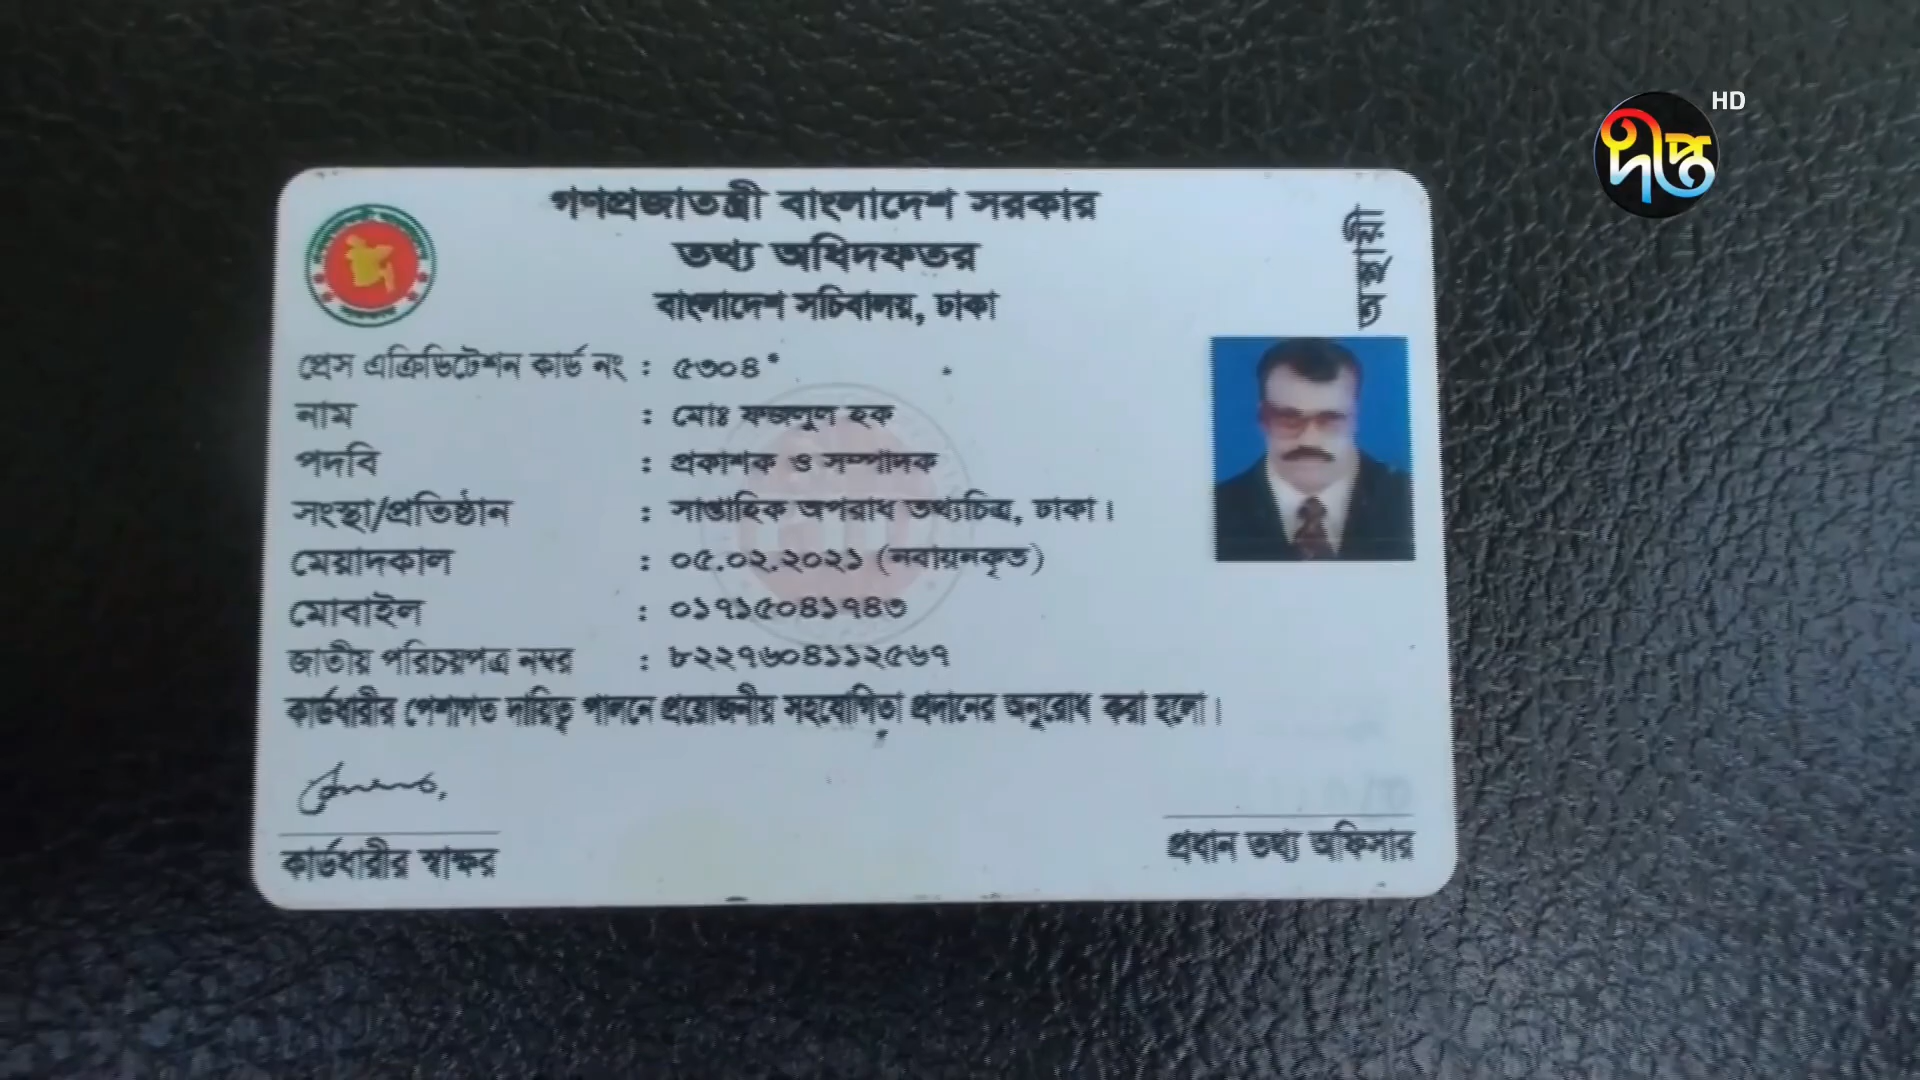 গণপ্রজাতন্ত্রী বাংলাদেশ সরকার
তথ্য অধিদফতর
বাংলাদেশ সচিবালয়, ঢাকা
অস্থায়ী
প্রেস এক্রিডিটেশন কার্ড নং : ৫৩০৪
নাম : মোঃ ফজলুল হক
পদবি : প্রকাশক ও সম্পাদক
সংস্থা/প্রতিষ্ঠান : সাপ্তাহিক অপরাধ তথ্যচিত্র, ঢাকা।
মেয়াদকাল : ০৫.০২.২০২১ (নবায়নকৃত)
মোবাইল : ০১৭১৫০৪১৭৪৩
জাতীয় পরিচয়পত্র নম্বর : ৮২২৭৬০৪১১২৫৬৭
কার্ডধারীর পেশাগত দায়িত্ব পালনে প্রয়োজনীয় সহযোগিতা প্রদানের অনুরোধ করা হলো।
কার্ডধারীর স্বাক্ষর
প্রধান তথ্য অফিসার
দীপ্ত
HD